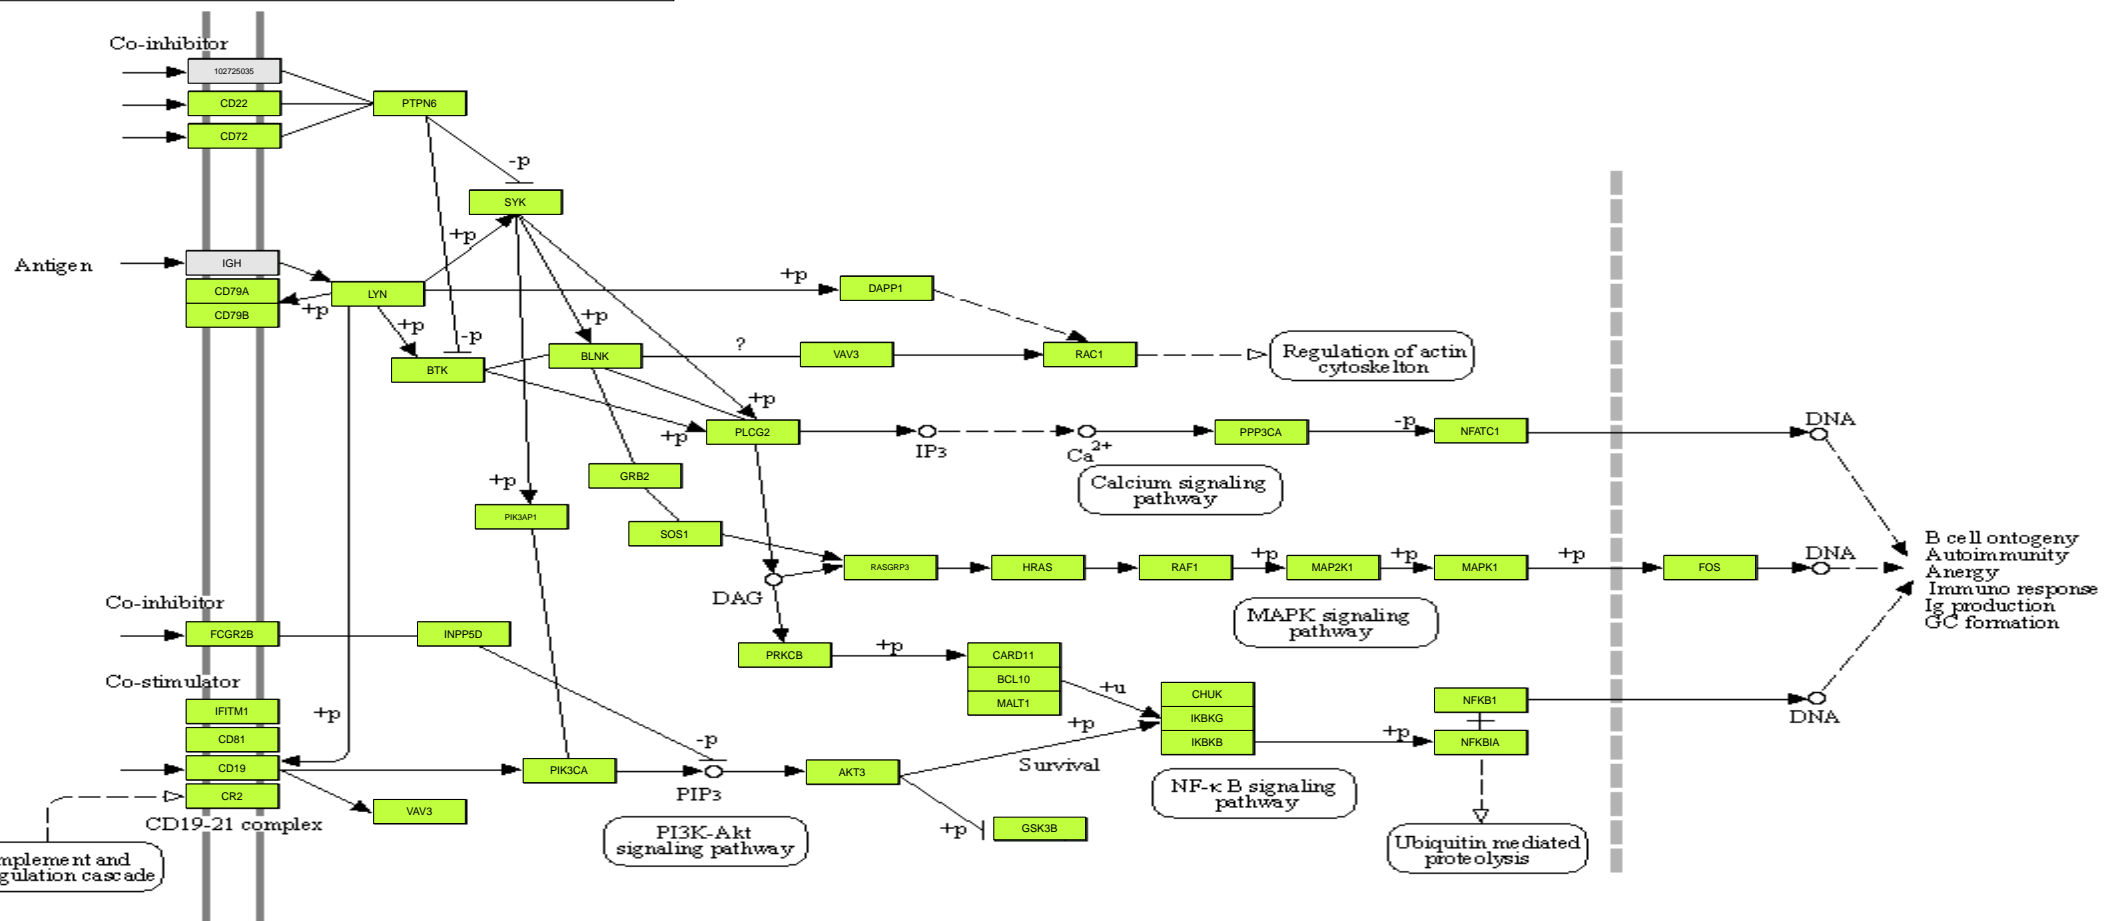 Co-inhibitor
102725035
CD22
CD72
PTPN6
-p
SYK
+p
Antigen
IGH
CD79A
CD79B
+p
LYN
+p
-p
BTK
+p
DAPP1
+p
BLNK
?
VAV3
RAC1
Regulation of actin
cytoskelton
+p
+p
PLCG2
IP3
Ca2+
PPP3CA
-p
NFATC1
DNA
Calcium signaling
pathway
GRB2
+p
PIK3AP1
SOS1
DAG
RASGRP3
HRAS
RAF1
+p
MAP2K1
+p
MAPK1
+p
FOS
DNA
MAPK signaling
pathway
B cell ontogeny
Autoimmunity
Anergy
Immuno response
Ig production
GC formation
Co-inhibitor
FCGR2B
INPP5D
PRKCB
+p
CARD11
BCL10
MALT1
+u
+p
CHUK
IKBKG
IKBKB
+p
NFKB1
NFKBIA
DNA
Co-stimulator
IFITM1
CD81
CD19
CR2
+p
CD19-21 complex
VAV3
PIK3CA
-p
PIP3
AKT3
Survival
+p
GSK3B
PI3K-Akt
signaling pathway
NF-κ B signaling
pathway
Ubiquitin mediated
proteolysis
mplement and
gulation cascade